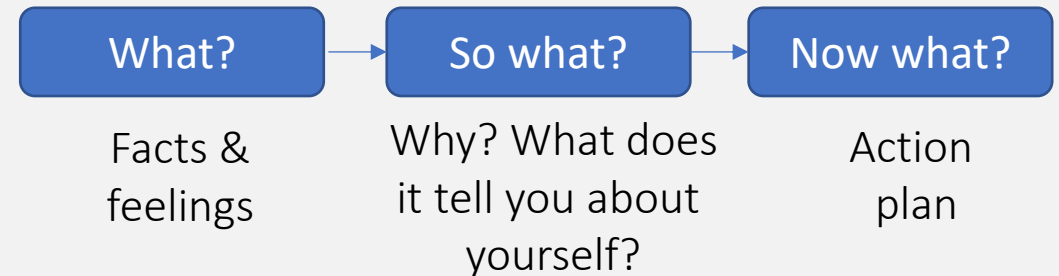 What?
So what?
Now what?
Facts &
feelings
Why? What does
it tell you about
yourself?
Action
plan